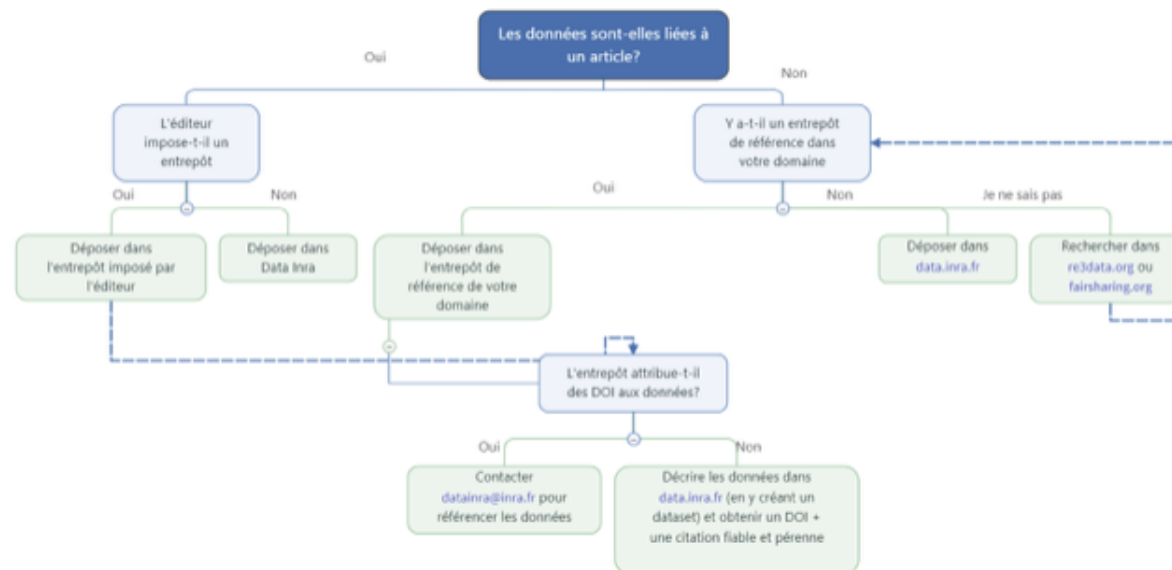 Les données sont-elles liées à
un article?
Oui
Non
L'éditeur
impose-t-il un
entrepôt
Y a-t-il un entrepôt
de référence dans
votre domaine
Oui
Non
Oui
Non
Je ne sais pas
Déposer dans
l'entrepôt imposé par
l'éditeur
Déposer dans
Data Inra
Déposer dans
l'entrepôt de
référence de votre
domaine
Déposer dans
data.inra.fr
Rechercher dans
re3data.org ou
fairsharing.org
L'entrepôt attribue-t-il
des DOI aux données?
Oui
Non
Contacter
datainra@inra.fr pour
référencer les données
Décrire les données dans
data.inra.fr (en y créant un
dataset) et obtenir un DOI +
une citation fiable et pérenne